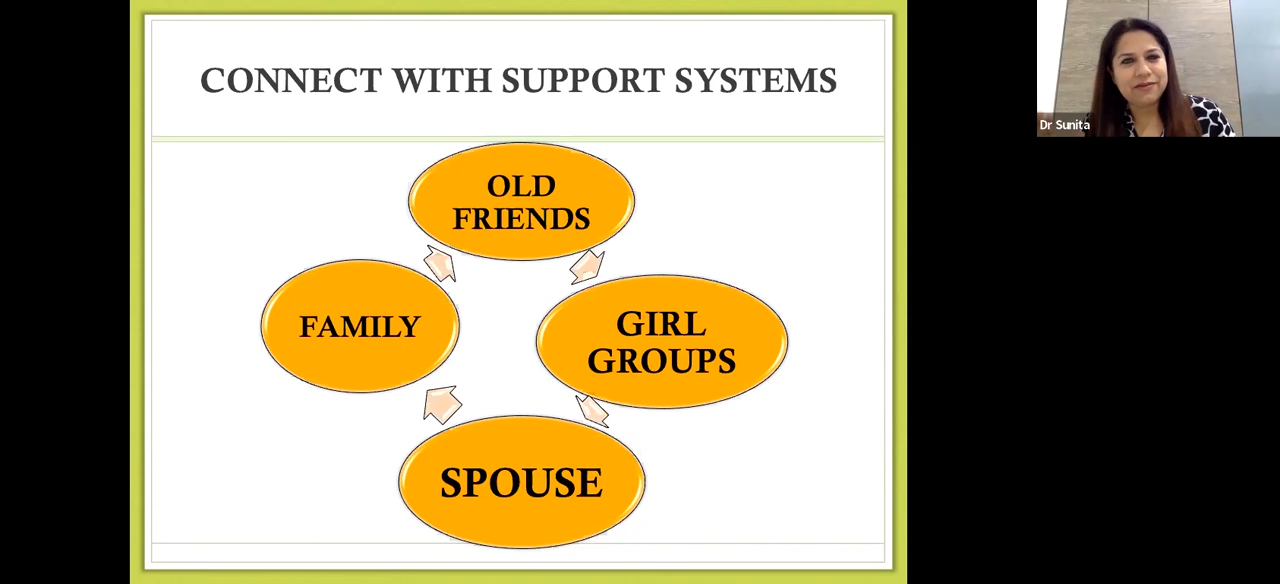 CONNECT WITH SUPPORT SYSTEMS
OLD
FRIENDS
FAMILY
GIRL
GROUPS
SPOUSE
Dr Sunita